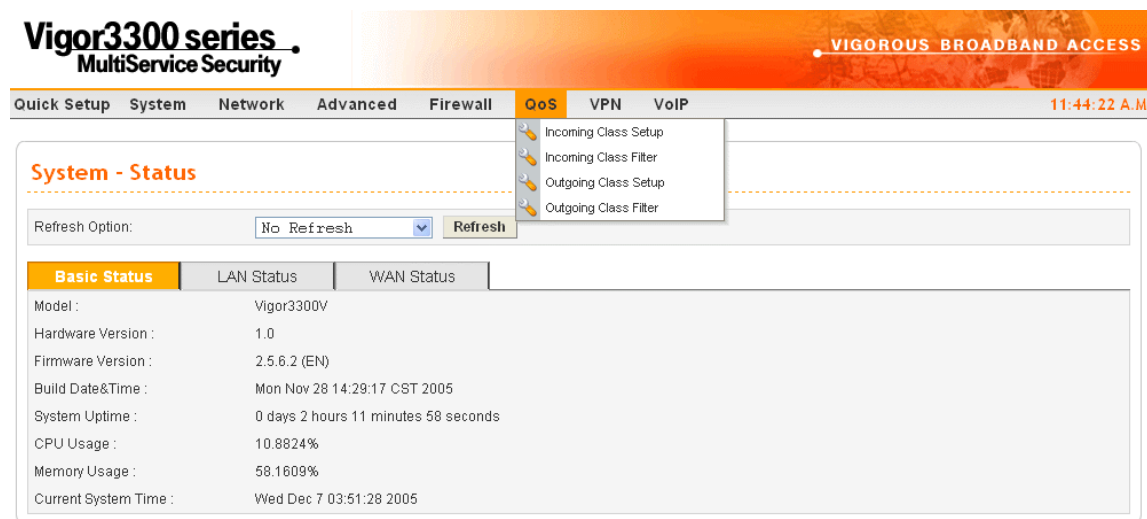 Vigor3300 series
MultiService Security
VIGOROUS BROADBAND ACCESS
Quick Setup System Network Advanced Firewall QoS VPN VoIP 11:44:22 A.M
Incoming Class Setup
Incoming Class Filter
Outgoing Class Setup
Outgoing Class Filter
System - Status
Refresh Option: No Refresh Refresh
Basic Status LAN Status WAN Status
Model : Vigor3300V
Hardware Version : 1.0
Firmware Version : 2.5.6.2 (EN)
Build Date&Time : Mon Nov 28 14:29:17 CST 2005
System Uptime : 0 days 2 hours 11 minutes 58 seconds
CPU Usage : 10.8824%
Memory Usage : 58.1609%
Current System Time : Wed Dec 7 03:51:28 2005